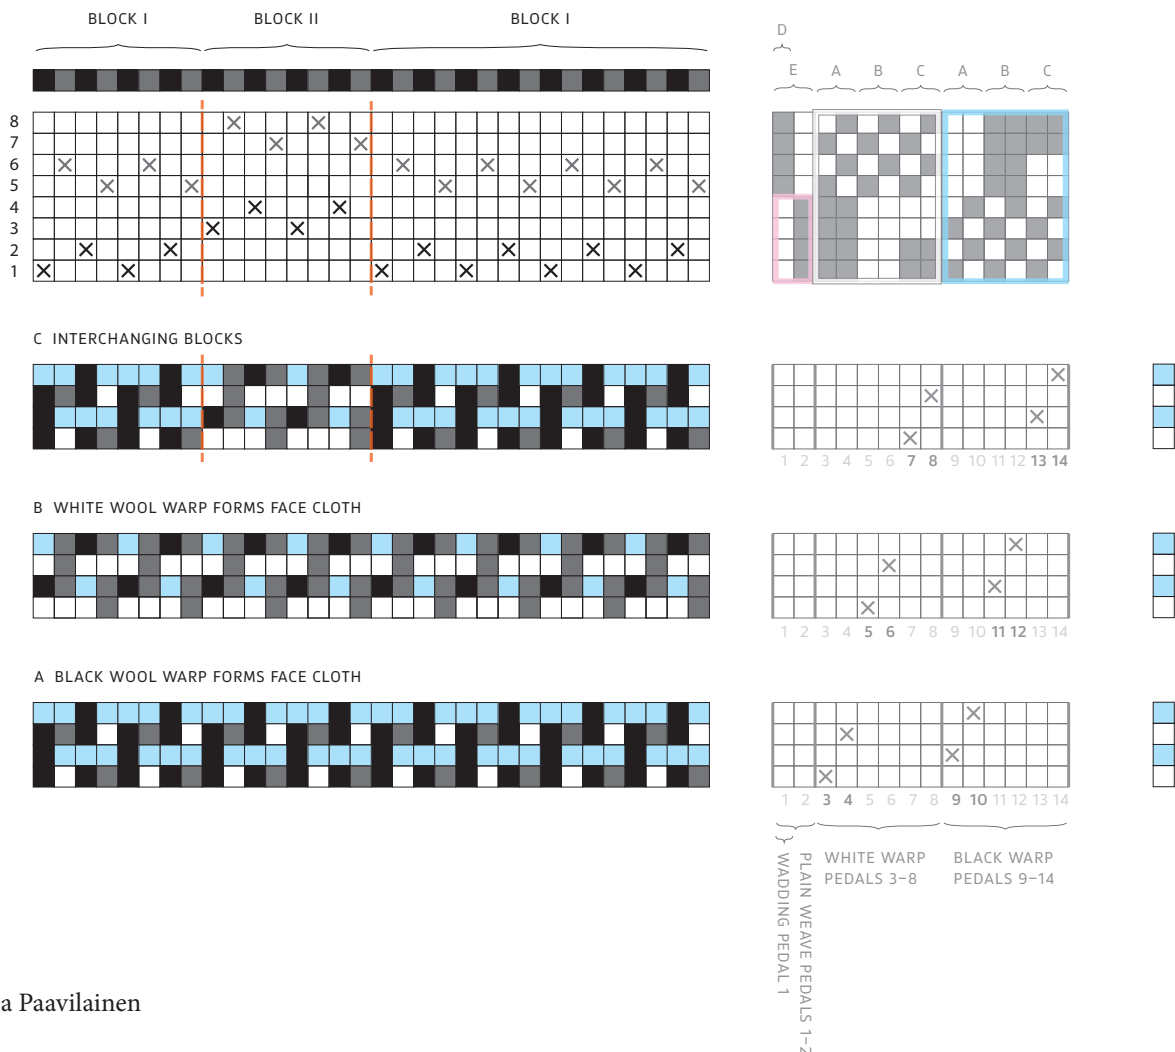 BLOCK I BLOCK II BLOCK I
D
E A B C A B C
8
7
6
5
4
3
2
1
C INTERCHANGING BLOCKS
1 2 3 4 5 6 7 8 9 10 11 12 13 14
B WHITE WOOL WARP FORMS FACE CLOTH
1 2 3 4 5 6 7 8 9 10 11 12 13 14
A BLACK WOOL WARP FORMS FACE CLOTH
1 2 3 4 5 6 7 8 9 10 11 12 13 14
WADDING PEDAL 1
PLAIN WEAVE PEDALS 1–2
WHITE WARP
PEDALS 3–8
BLACK WARP
PEDALS 9–14
a Paavilainen